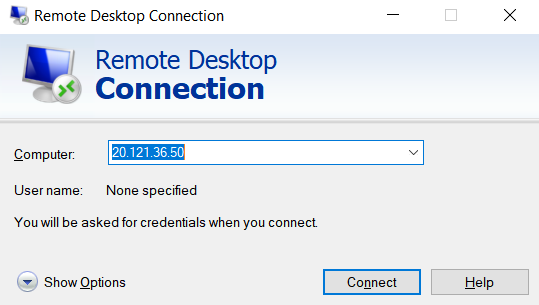 Remote Desktop Connection
Remote Desktop
Connection
Computer:
20.121.36.50
User name: None specified
You will be asked for credentials when you connect.
Show Options
Connect
Help